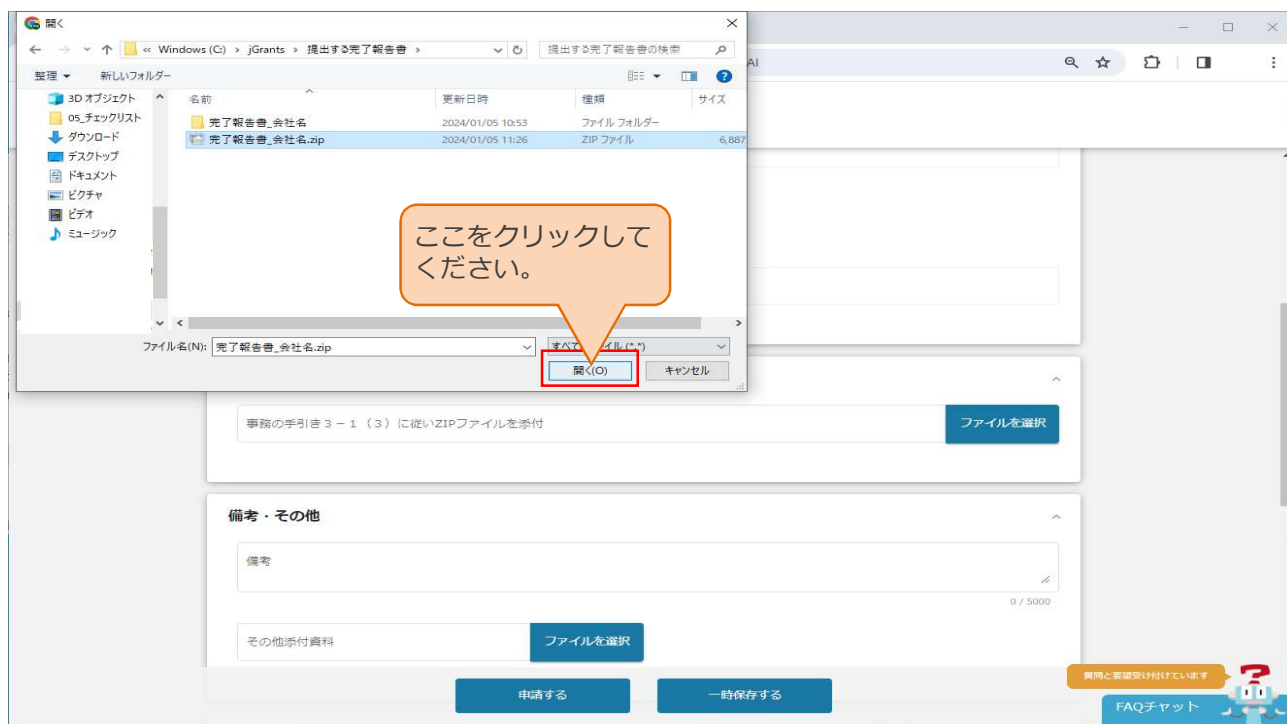 開く
« Windows (C:) › jGrants › 提出する完了報告書 ›
提出する完了報告書の検索
AI
整理 ▼ 新しいフォルダー
3D オブジェクト
05_チェックリスト
ダウンロード
デスクトップ
ドキュメント
ピクチャ
ビデオ
ミュージック
名前 更新日時 種類 サイズ
完了報告書_会社名 2024/01/05 10:53 ファイル フォルダー
完了報告書_会社名.zip 2024/01/05 11:26 ZIP ファイル 6,887
ここをクリックして
ください。
ファイル名(N): 完了報告書_会社名.zip
すべて イル (*.*)
開く(O) キャンセル
事務の手引き３－１（３）に従いZIPファイルを添付 ファイルを選択
備考・その他
備考
0 / 5000
その他添付資料 ファイルを選択
申請する 一時保存する
質問と要望受け付けています
FAQチャット